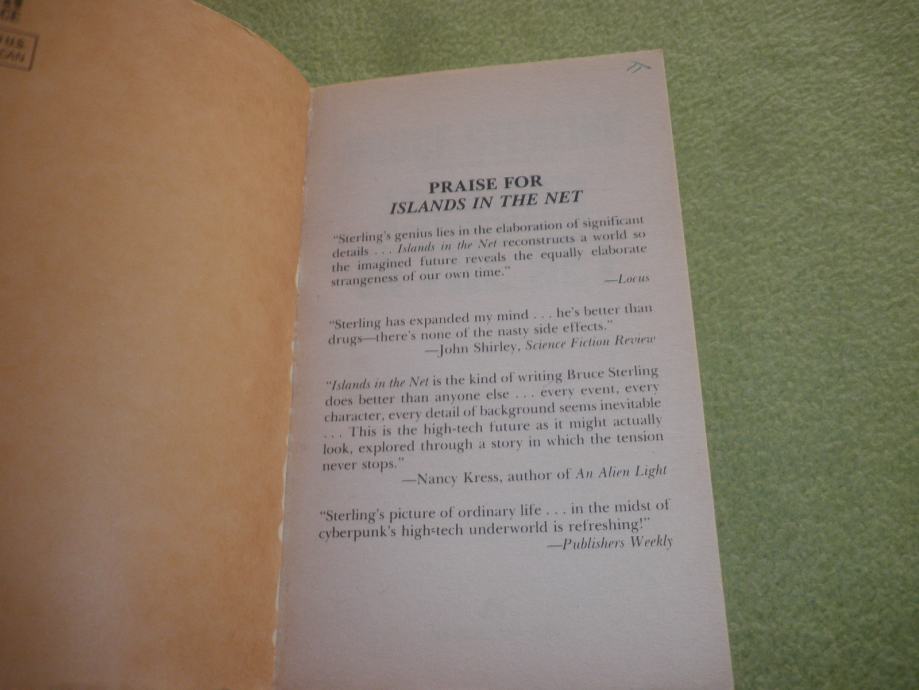 PRAISE FOR
ISLANDS IN THE NET
"Sterling's genius lies in the elaboration of significant
details . . . Islands in the Net reconstructs a world so
the imagined future reveals the equally elaborate
strangeness of our own time."
—Locus
"Sterling has expanded my mind . . . he's better than
drugs—there's none of the nasty side effects."
—John Shirley, Science Fiction Review
"Islands in the Net is the kind of writing Bruce Sterling
does better than anyone else . . . every event, every
character, every detail of background seems inevitable
. . . This is the high-tech future as it might actually
look, explored through a story in which the tension
never stops."
—Nancy Kress, author of An Alien Light
"Sterling's picture of ordinary life . . . in the midst of
cyberpunk's high-tech underworld is refreshing!"
—Publishers Weekly